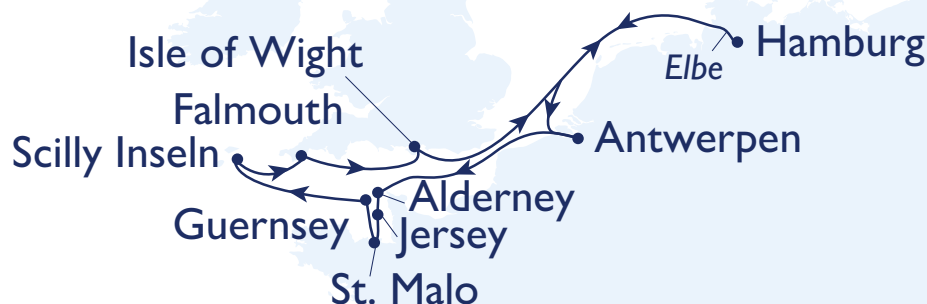 Isle of Wight
Hamburg
Elbe
Falmouth
Antwerpen
Scilly Inseln
Alderney
Guernsey
Jersey
St. Malo